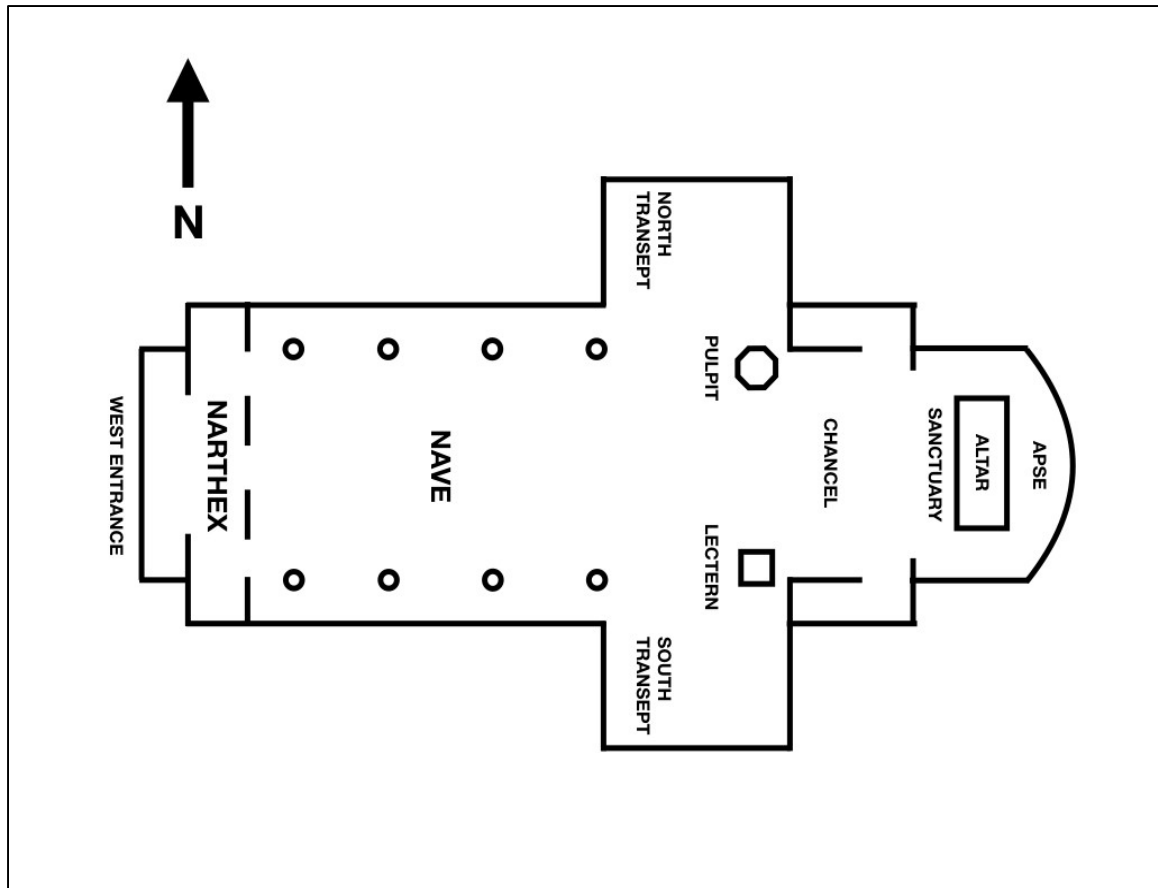 N
NORTH
TRANSEPT
PULPIT
WEST ENTRANCE
NARTHEX
NAVE
CHANCEL
SANCTUARY
ALTAR
APSE
LECTERN
SOUTH
TRANSEPT